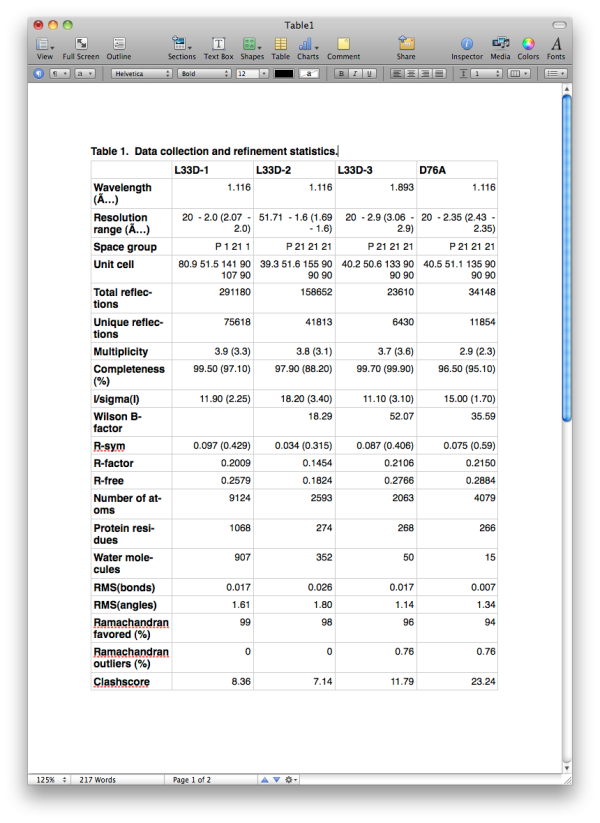 Table1
View Full Screen Outline Sections Text Box Shapes Table Charts Comment Share Inspector Media Colors Fonts
¶ a Helvetica Bold 12 a B I U 1
Table 1. Data collection and refinement statistics.
L33D-1 L33D-2 L33D-3 D76A
Wavelength 1.116 1.116 1.893 1.116
(Ã…)
Resolution 20 - 2.0 (2.07 - 51.71 - 1.6 (1.69 20 - 2.9 (3.06 - 20 - 2.35 (2.43 -
range (Ã…) 2.0) - 1.6) 2.9) 2.35)
Space group P 1 21 1 P 21 21 21 P 21 21 21 P 21 21 21
Unit cell 80.9 51.5 141 90 39.3 51.6 155 90 40.2 50.6 133 90 40.5 51.1 135 90
107 90 90 90 90 90 90 90
Total reflec- 291180 158652 23610 34148
tions
Unique reflec- 75618 41813 6430 11854
tions
Multiplicity 3.9 (3.3) 3.8 (3.1) 3.7 (3.6) 2.9 (2.3)
Completeness 99.50 (97.10) 97.90 (88.20) 99.70 (99.90) 96.50 (95.10)
(%)
I/sigma(I) 11.90 (2.25) 18.20 (3.40) 11.10 (3.10) 15.00 (1.70)
Wilson B- 18.29 52.07 35.59
factor
R-sym 0.097 (0.429) 0.034 (0.315) 0.087 (0.406) 0.075 (0.59)
R-factor 0.2009 0.1454 0.2106 0.2150
R-free 0.2579 0.1824 0.2766 0.2884
Number of at- 9124 2593 2063 4079
oms
Protein resi- 1068 274 268 266
dues
Water mole- 907 352 50 15
cules
RMS(bonds) 0.017 0.026 0.017 0.007
RMS(angles) 1.61 1.80 1.14 1.34
Ramachandran 99 98 96 94
favored (%)
Ramachandran 0 0 0.76 0.76
outliers (%)
Clashscore 8.36 7.14 11.79 23.24
125% 217 Words Page 1 of 2